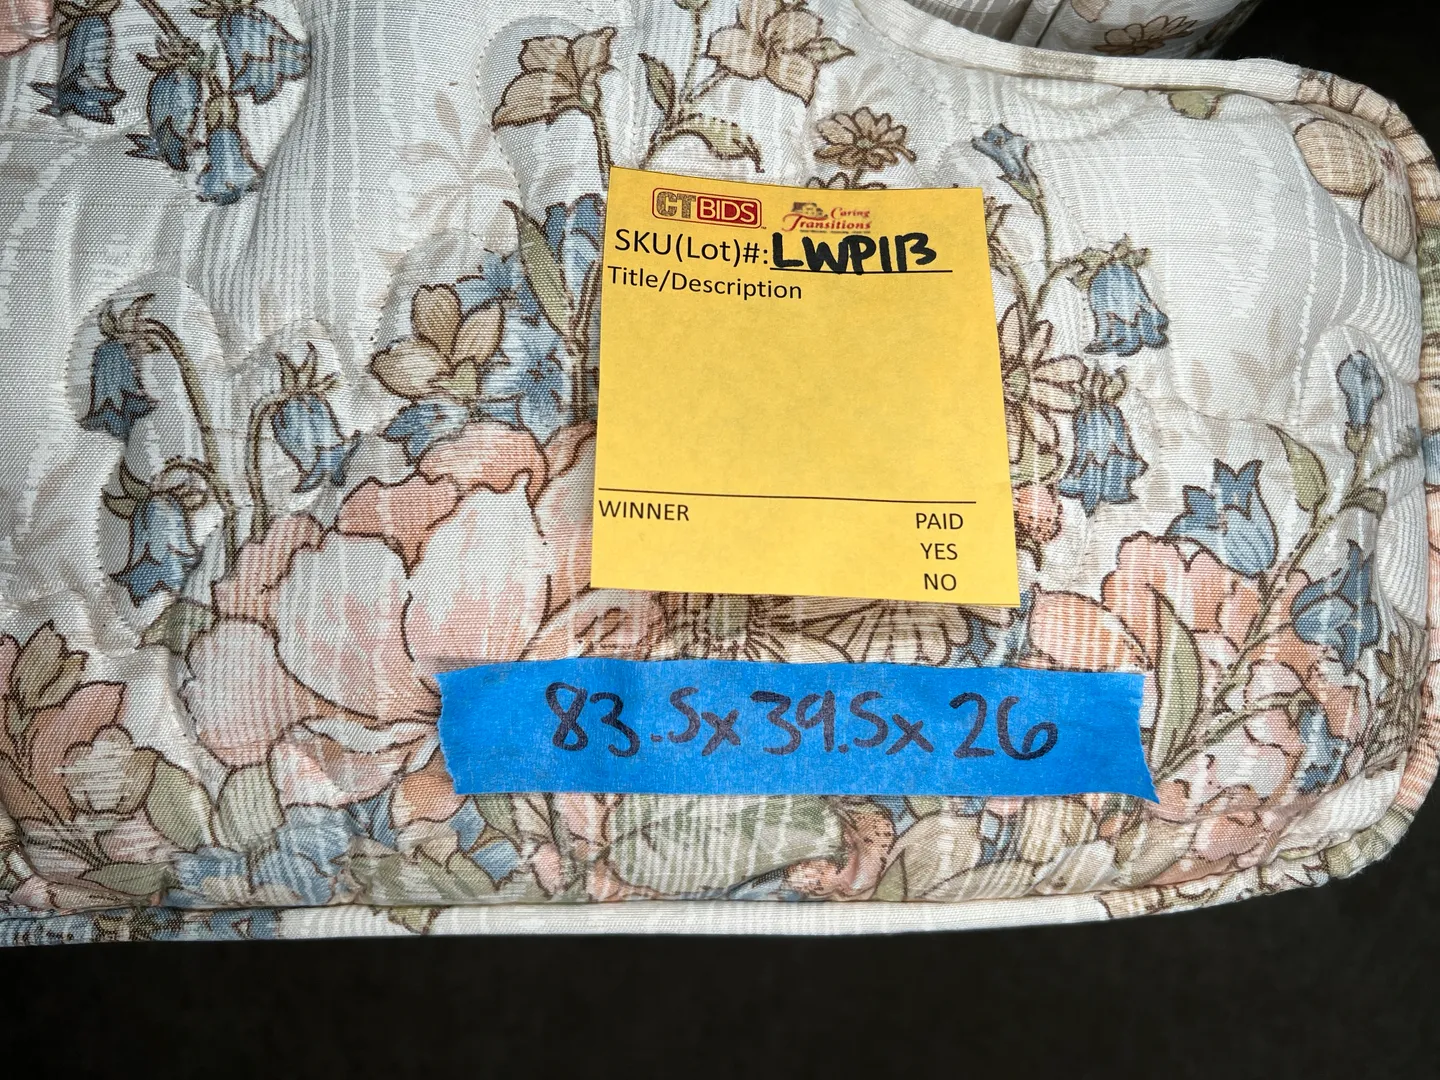 CTBIDS
Caring
Transitions
SKU(Lot)#: LWP113
Title/Description
WINNER
PAID
YES
NO
83.5x39.5x26